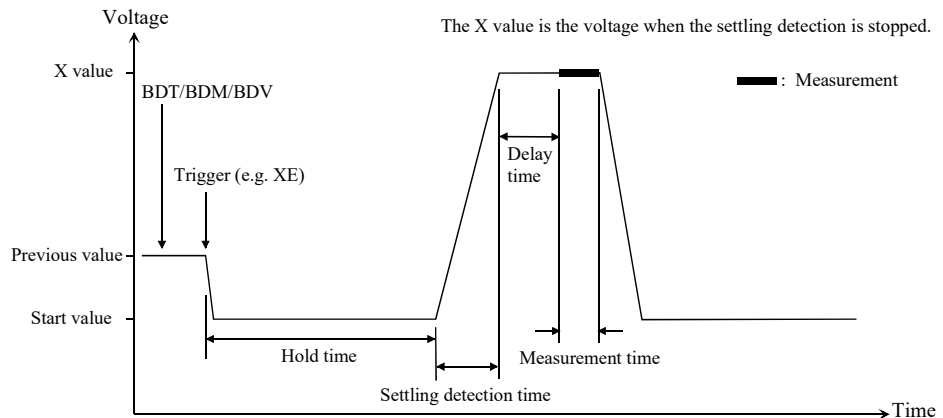 Voltage
The X value is the voltage when the settling detection is stopped.
X value
: Measurement
BDT/BDM/BDV
Delay
time
Trigger (e.g. XE)
Previous value
Start value
Hold time
Measurement time
Settling detection time
Time